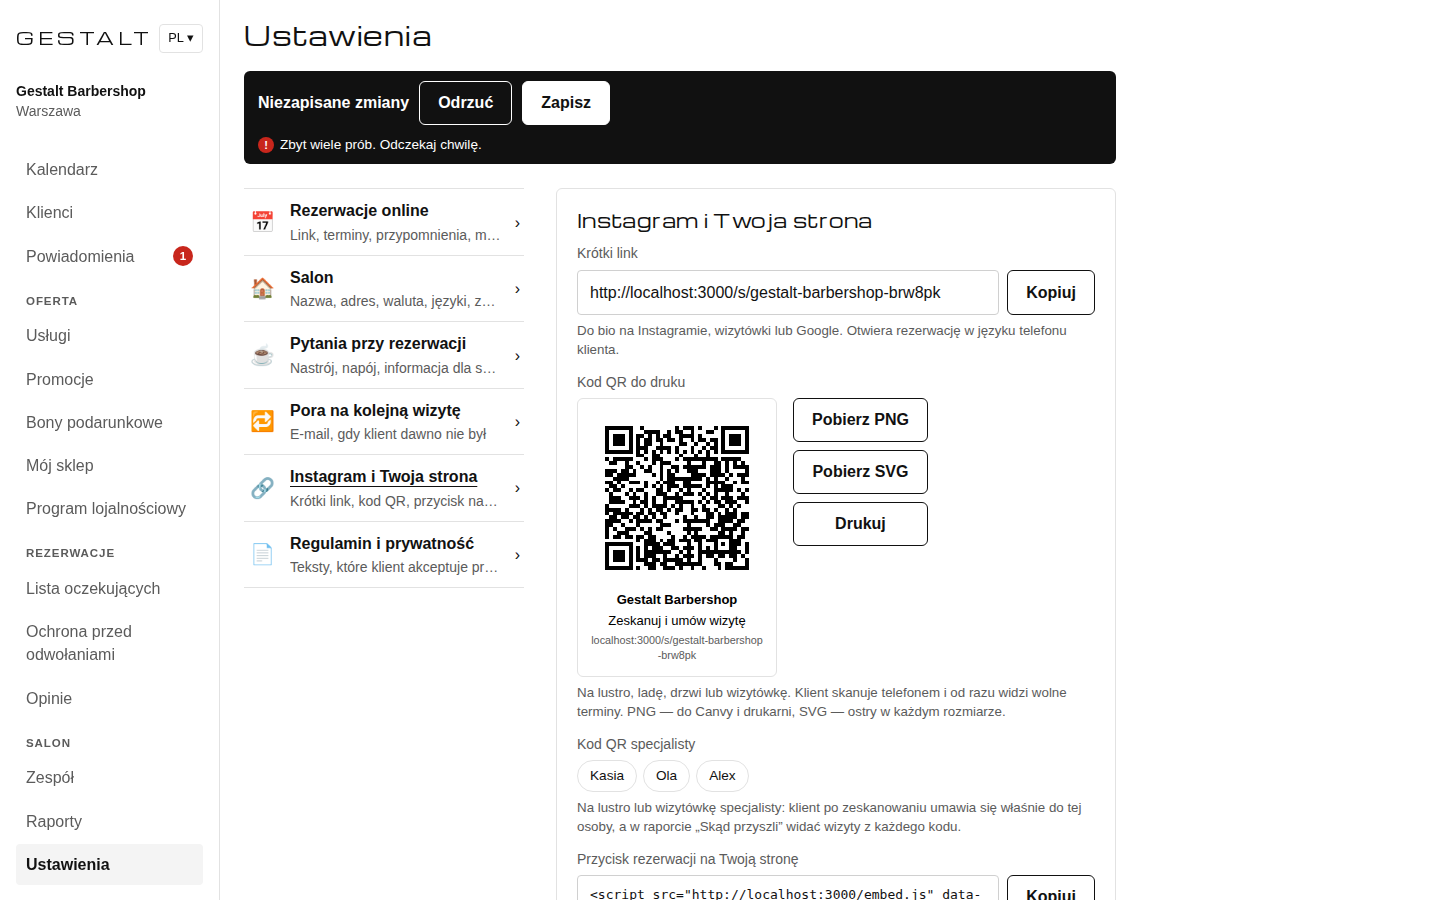 GESTALT
PL ▾
Gestalt Barbershop
Warszawa
Kalendarz
Klienci
Powiadomienia
1
OFERTA
Usługi
Promocje
Bony podarunkowe
Mój sklep
Program lojalnościowy
REZERWACJE
Lista oczekujących
Ochrona przed
odwołaniami
Opinie
SALON
Zespół
Raporty
Ustawienia
Ustawienia
Niezapisane zmiany
Odrzuć
Zapisz
! Zbyt wiele prób. Odczekaj chwilę.
Rezerwacje online
Link, terminy, przypomnienia, m…
Salon
Nazwa, adres, waluta, języki, z…
Pytania przy rezerwacji
Nastrój, napój, informacja dla s…
Pora na kolejną wizytę
E-mail, gdy klient dawno nie był
Instagram i Twoja strona
Krótki link, kod QR, przycisk na…
Regulamin i prywatność
Teksty, które klient akceptuje pr…
Instagram i Twoja strona
Krótki link
http://localhost:3000/s/gestalt-barbershop-brw8pk
Kopiuj
Do bio na Instagramie, wizytówki lub Google. Otwiera rezerwację w języku telefonu
klienta.
Kod QR do druku
Gestalt Barbershop
Zeskanuj i umów wizytę
localhost:3000/s/gestalt-barbershop
-brw8pk
Pobierz PNG
Pobierz SVG
Drukuj
Na lustro, ladę, drzwi lub wizytówkę. Klient skanuje telefonem i od razu widzi wolne
terminy. PNG — do Canvy i drukarni, SVG — ostry w każdym rozmiarze.
Kod QR specjalisty
Kasia
Ola
Alex
Na lustro lub wizytówkę specjalisty: klient po zeskanowaniu umawia się właśnie do tej
osoby, a w raporcie „Skąd przyszli” widać wizyty z każdego kodu.
Przycisk rezerwacji na Twoją stronę
<script src="http://localhost:3000/embed.js" data-
Kopiuj